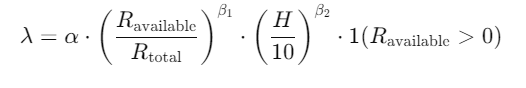 λ = α · (R_available / R_total)^β₁ · (H / 10)^β₂ · 1(R_available > 0)